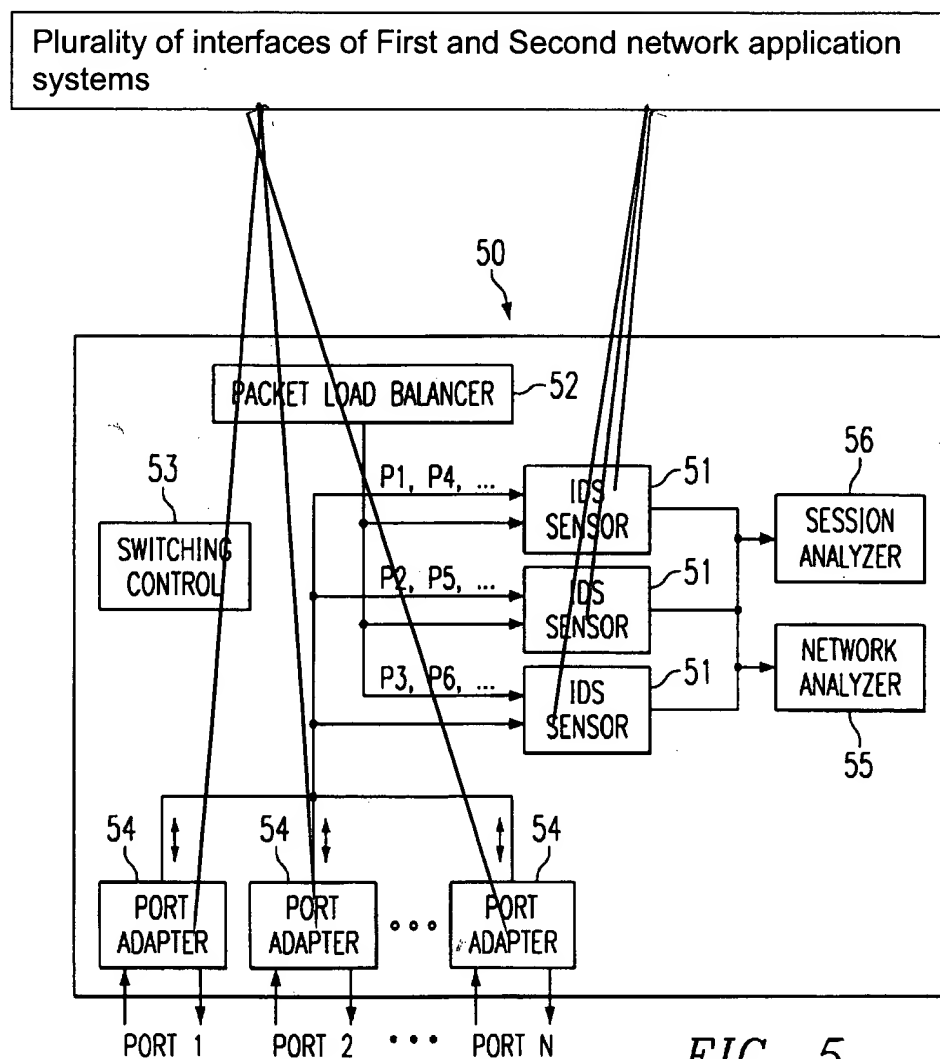 Plurality of interfaces of First and Second network application
systems
50
PACKET LOAD BALANCER
52
53
SWITCHING
CONTROL
P1, P4, ...
IDS
SENSOR
51
56
SESSION
ANALYZER
P2, P5, ...
IDS
SENSOR
51
P3, P6, ...
IDS
SENSOR
51
NETWORK
ANALYZER
55
54
PORT
ADAPTER
54
PORT
ADAPTER
54
PORT
ADAPTER
PORT 1
PORT 2
PORT N
FIG. 5